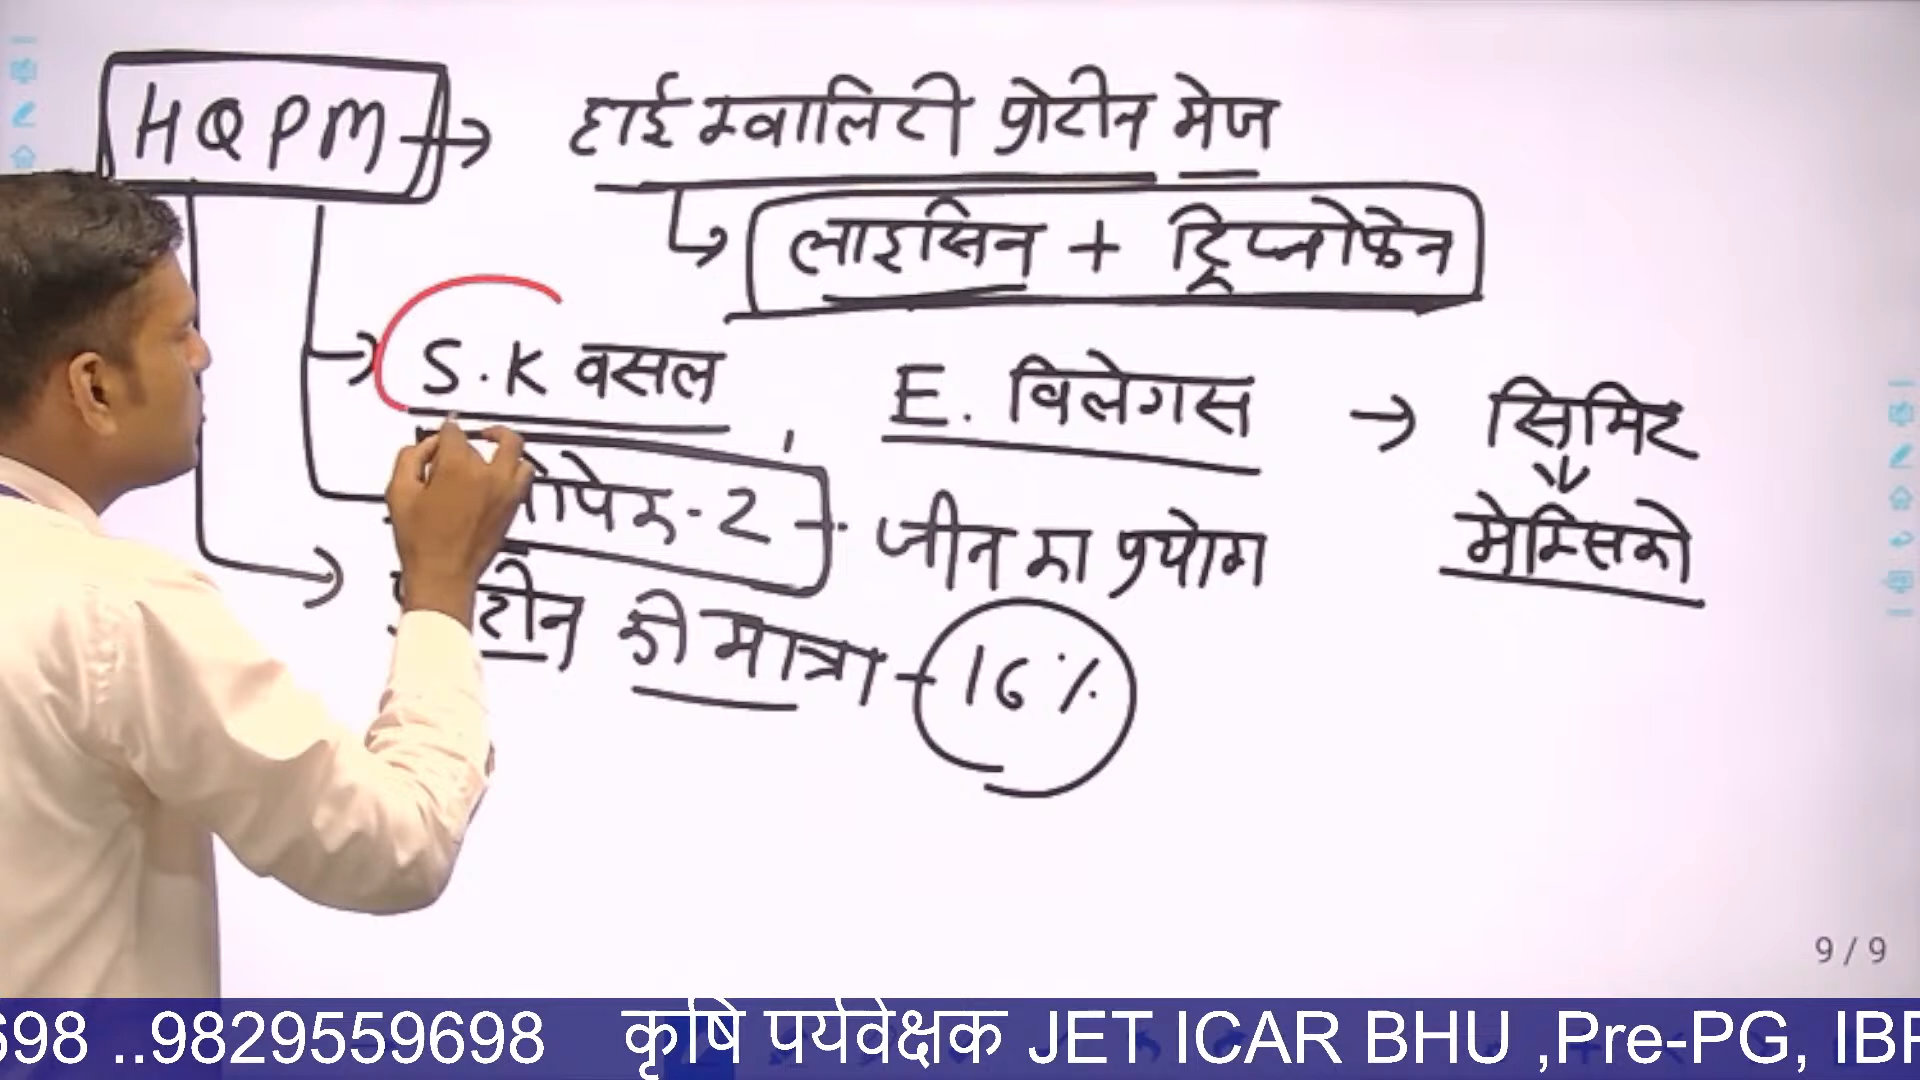 HQPM → हाई क्वालिटी प्रोटीन मेज
लाइसिन + ट्रिप्टोफेन
S.K वसल E. विलेगस → सिमिट
मेक्सिको
2 - जीन का प्रयोग
की मात्रा - 16%
9/9
698 ..9829559698 कृषि पर्यवेक्षक JET ICAR BHU ,Pre-PG,